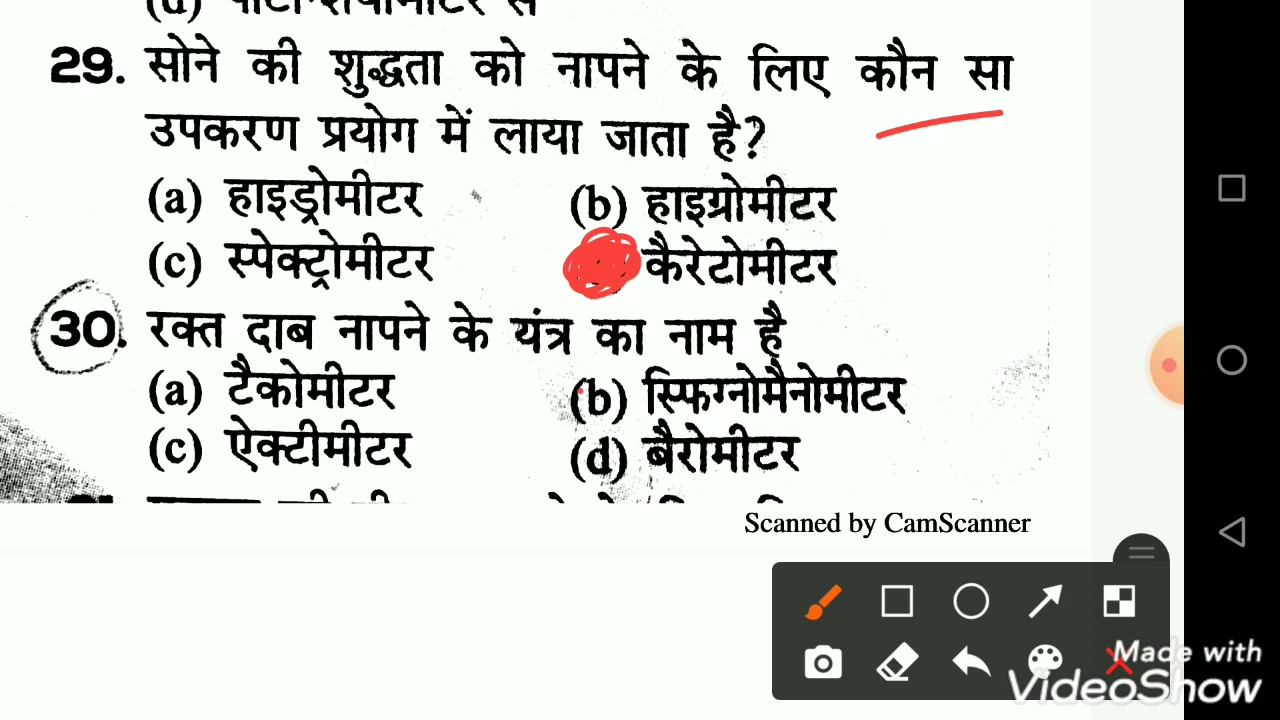 (d) पोटेन्शियोमीटर से
29. सोने की शुद्धता को नापने के लिए कौन सा
उपकरण प्रयोग में लाया जाता है?
(a) हाइड्रोमीटर (b) हाइग्रोमीटर
(c) स्पेक्ट्रोमीटर कैरेटोमीटर
30. रक्त दाब नापने के यंत्र का नाम है
(a) टैकोमीटर (b) स्फिग्नोमैनोमीटर
(c) ऐक्टीमीटर (d) बैरोमीटर
Scanned by CamScanner
Made with
VideoShow